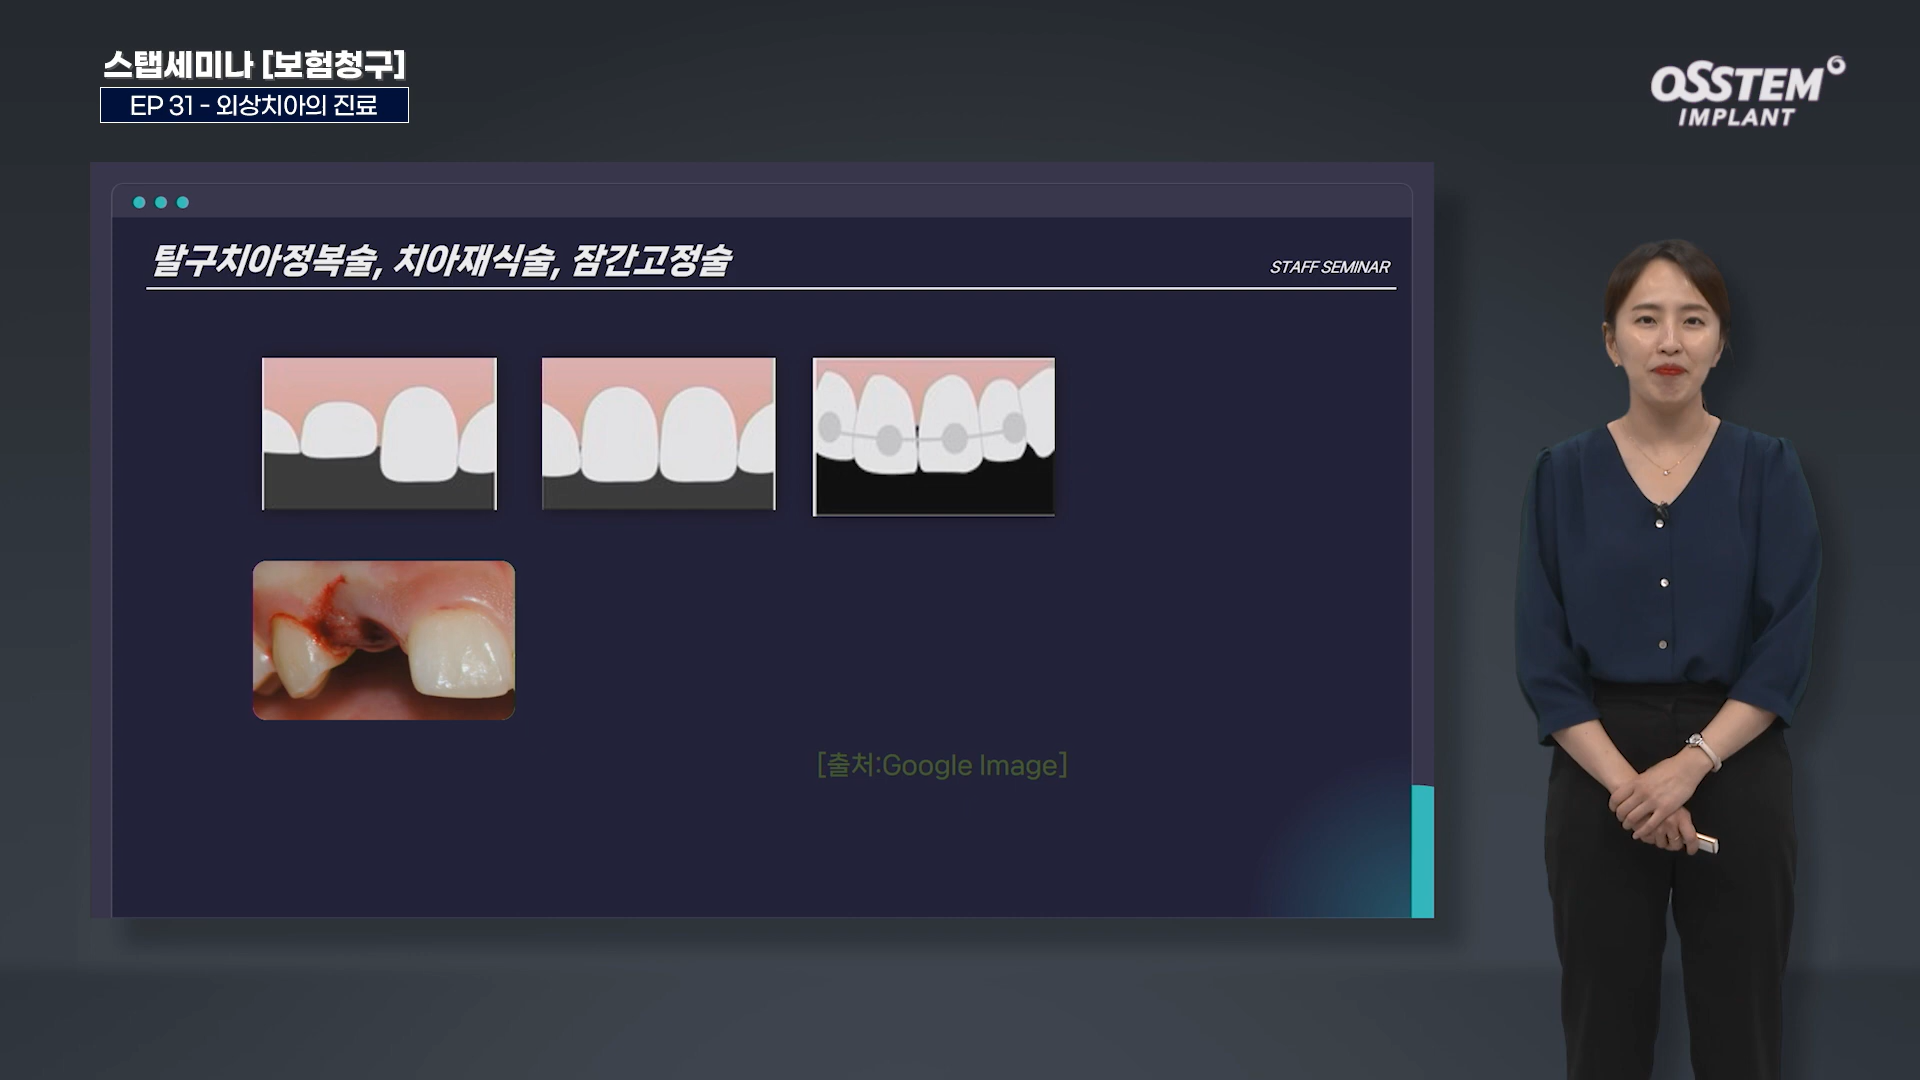 스탭세미나 [보험청구]
EP 31 - 외상치아의 진료
OSSTEM
IMPLANT
탈구치아정복술, 치아재식술, 잠간고정술
STAFF SEMINAR
[출처:Google Image]